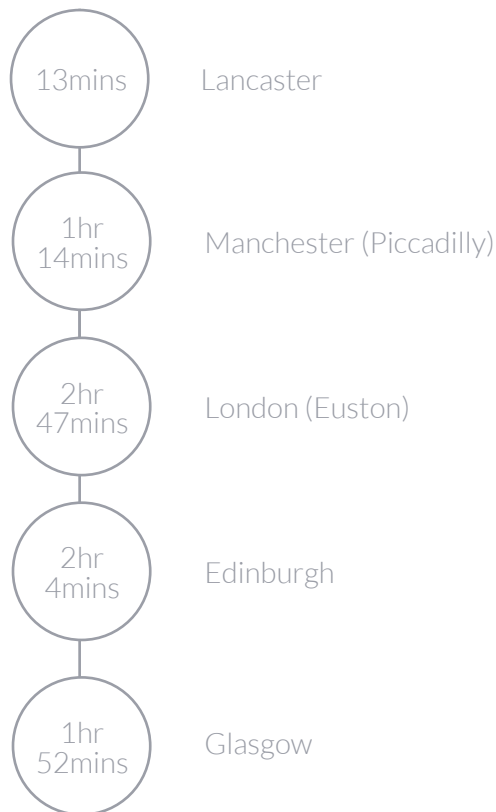 13mins
Lancaster
1hr
14mins
Manchester (Piccadilly)
2hr
47mins
London (Euston)
2hr
4mins
Edinburgh
1hr
52mins
Glasgow